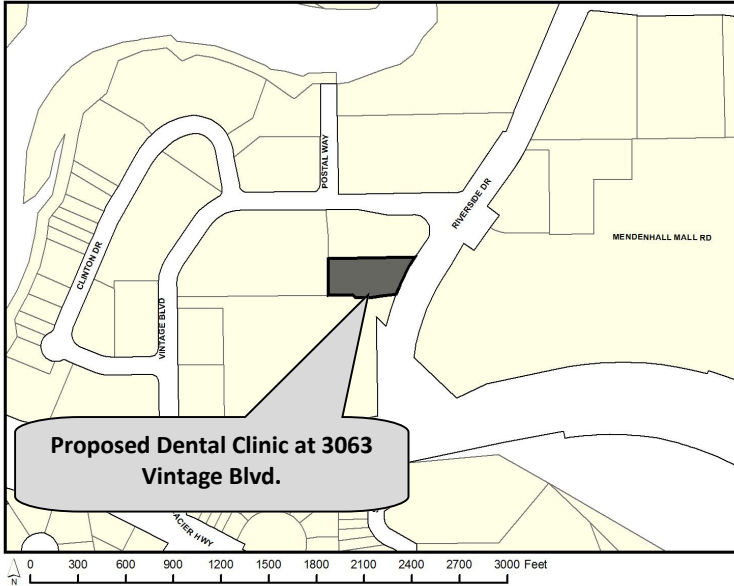 POSTAL WAY
RIVERSIDE DR
MENDENHALL MALL RD
CLINTON DR
VINTAGE BLVD
Proposed Dental Clinic at 3063
Vintage Blvd.
ACIER HWY
N
0 300 600 900 1200 1500 1800 2100 2400 2700 3000 Feet